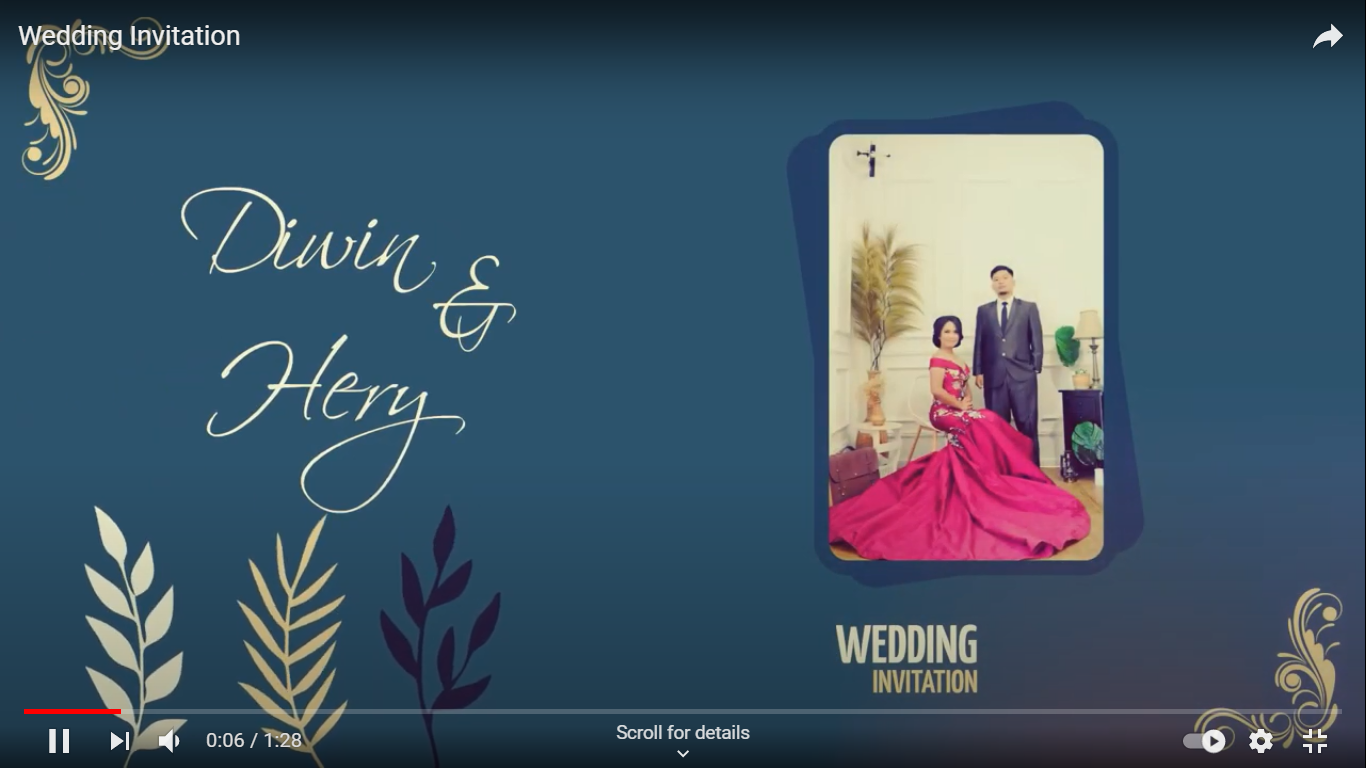 Wedding Invitation
Diwin
&
Hery
WEDDING
INVITATION
Scroll for details
0:06 / 1:28